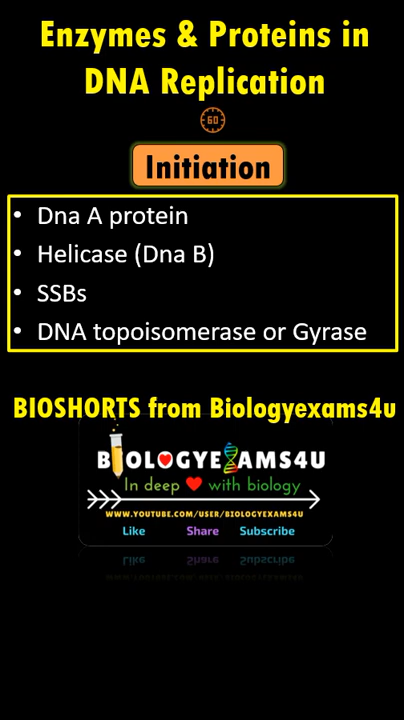 Enzymes & Proteins in
DNA Replication
60
Initiation
• Dna A protein
• Helicase (Dna B)
• SSBs
• DNA topoisomerase or Gyrase
BIOSHORTS from Biologyexams4u
BIOLOGYEXAMS4U
In deep ❤ with biology
WWW.YOUTUBE.COM/USER/BIOLOGYEXAMS4U
Like Share Subscribe